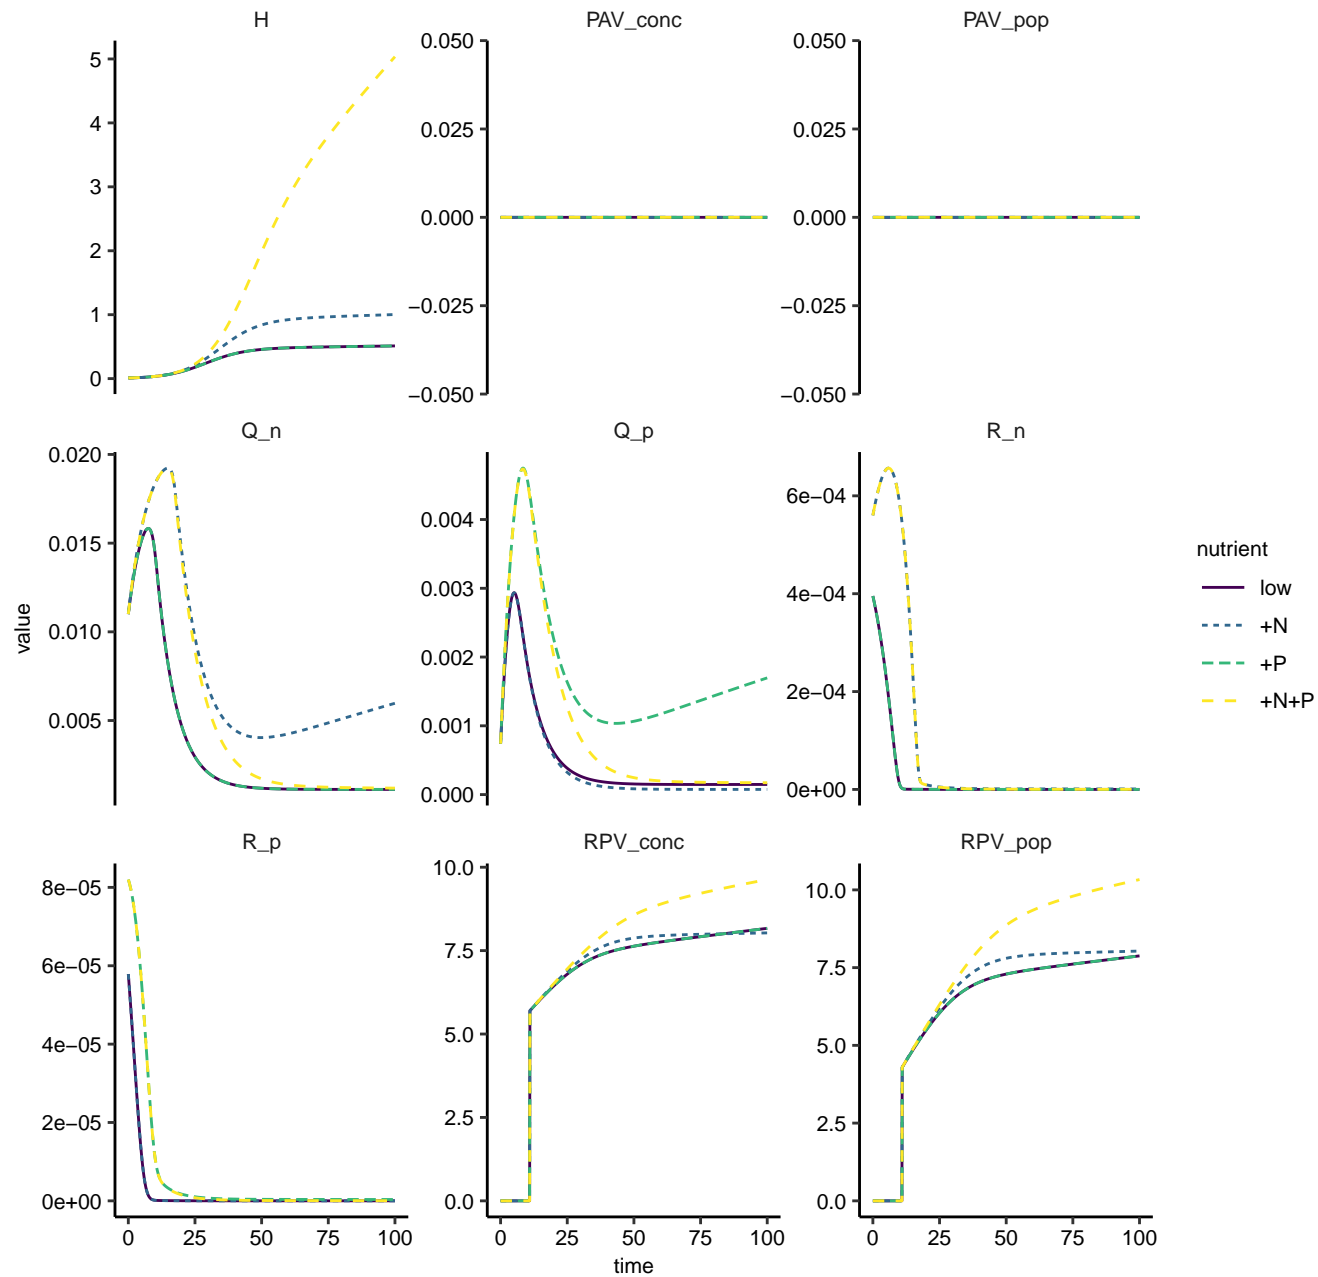 H
PAV_conc
PAV_pop
5
4
3
2
1
0
0.050
0.025
0.000
−0.025
−0.050
0.050
0.025
0.000
−0.025
−0.050
Q_n
Q_p
R_n
0.020
0.015
0.010
0.005
0.004
0.003
0.002
0.001
0.000
6e−04
4e−04
2e−04
0e+00
R_p
RPV_conc
RPV_pop
8e−05
6e−05
4e−05
2e−05
0e+00
10.0
7.5
5.0
2.5
0.0
10.0
7.5
5.0
2.5
0.0
0 25 50 75 100
0 25 50 75 100
0 25 50 75 100
time
value
nutrient
low
+N
+P
+N+P